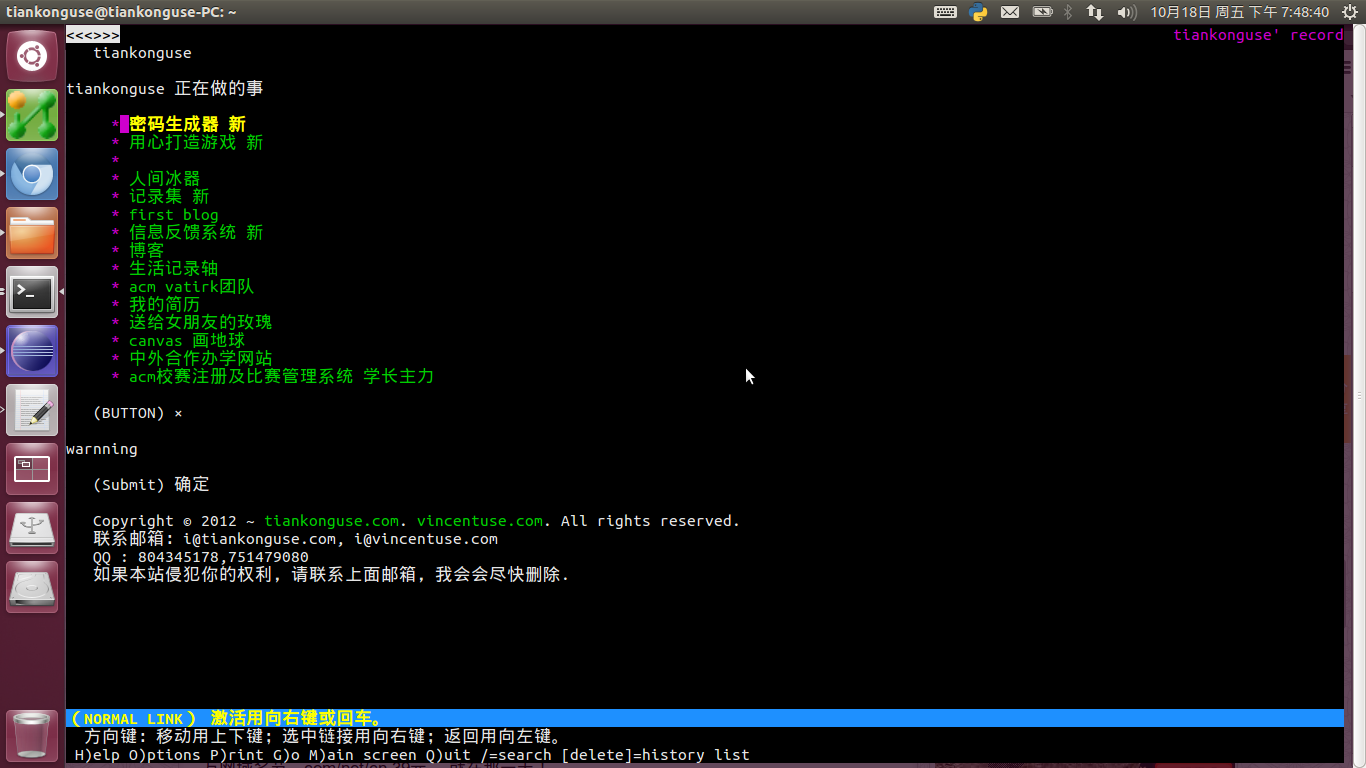 tiankonguse@tiankonguse-PC: ~
10月18日 周五 下午 7:48:40
<<<>>>
tiankonguse' record
tiankonguse
tiankonguse 正在做的事
* 密码生成器 新
* 用心打造游戏 新
*
* 人间冰器
* 记录集 新
* first blog
* 信息反馈系统 新
* 博客
* 生活记录轴
* acm vatirk团队
* 我的简历
* 送给女朋友的玫瑰
* canvas 画地球
* 中外合作办学网站
* acm校赛注册及比赛管理系统 学长主力
(BUTTON) ×
warnning
(Submit) 确定
Copyright © 2012 ~ tiankonguse.com. vincentuse.com. All rights reserved.
联系邮箱: i@tiankonguse.com, i@vincentuse.com
QQ : 804345178,751479080
如果本站侵犯你的权利，请联系上面邮箱，我会会尽快删除.
(NORMAL LINK) 激活用向右键或回车。
方向键: 移动用上下键; 选中链接用向右键; 返回用向左键。
H)elp O)ptions P)rint G)o M)ain screen Q)uit /=search [delete]=history list